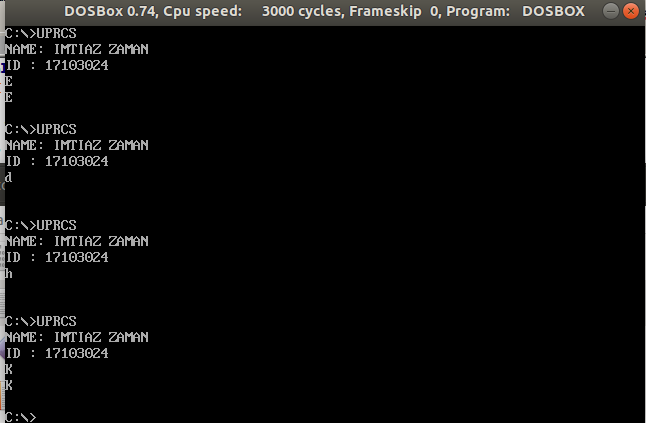 DOSBox 0.74, Cpu speed: 3000 cycles, Frameskip 0, Program: DOSBOX
C:\>UPRCS
NAME: IMTIAZ ZAMAN
ID : 17103024
E
E
C:\>UPRCS
NAME: IMTIAZ ZAMAN
ID : 17103024
d
C:\>UPRCS
NAME: IMTIAZ ZAMAN
ID : 17103024
h
C:\>UPRCS
NAME: IMTIAZ ZAMAN
ID : 17103024
K
K
C:\>